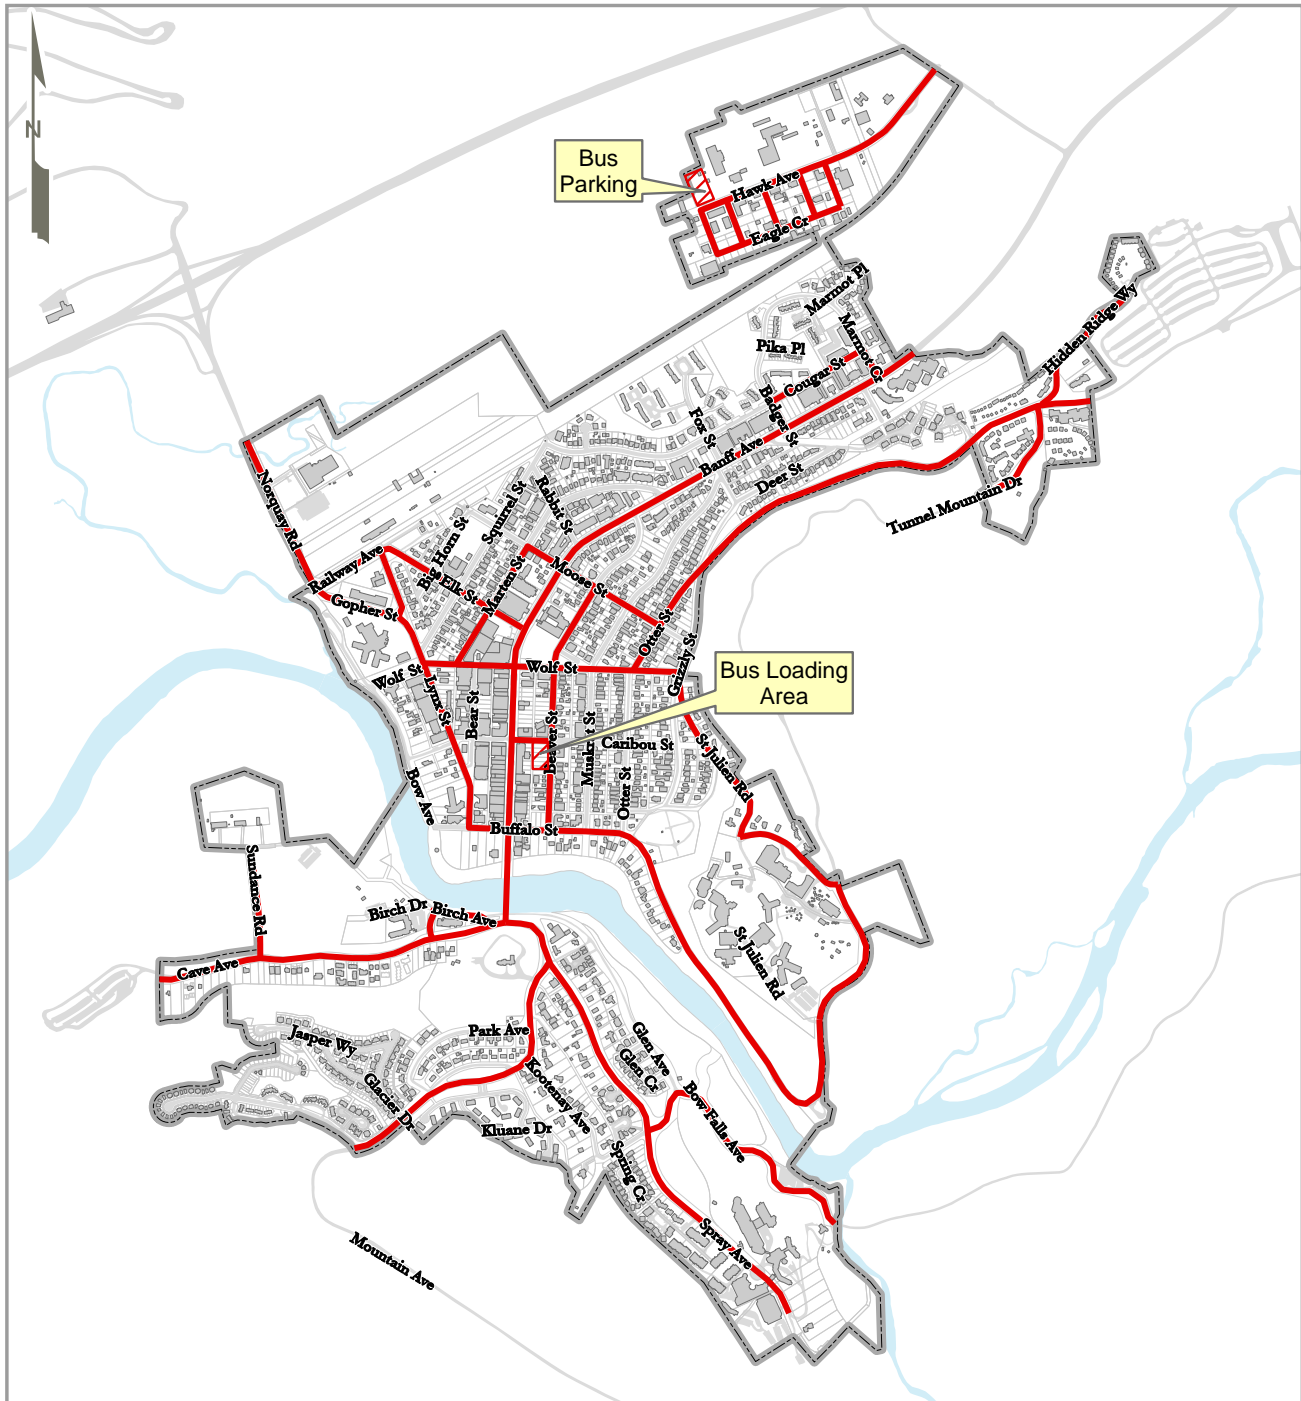 N
Bus
Parking
Hawk Ave
Eagle Cr
Marmot Pl
Hidden Ridge Wy
Pika Pl
Marmot Cr
Cougar St
Badger St
Fox St
Banff Ave
Deer St
Tunnel Mountain Dr
Norquay Rd
Squirrel St
Rabbit St
Big Horn St
Railway Ave
Elk St
Marten St
Moose St
Gopher St
Otter St
Grizzly St
Wolf St
Wolf St
Lynx St
Bear St
Bus Loading
Area
Beaver St
Muskrat St
Caribou St
St Julien Rd
Otter St
Bow Ave
Buffalo St
Sundance Rd
Birch Dr
Birch Ave
St Julien Rd
Cave Ave
Jasper Wy
Park Ave
Glen Ave
Glen Cr
Glacier Dr
Kootenay Ave
Bow Falls Ave
Kluane Dr
Spring Cr
Spray Ave
Mountain Ave